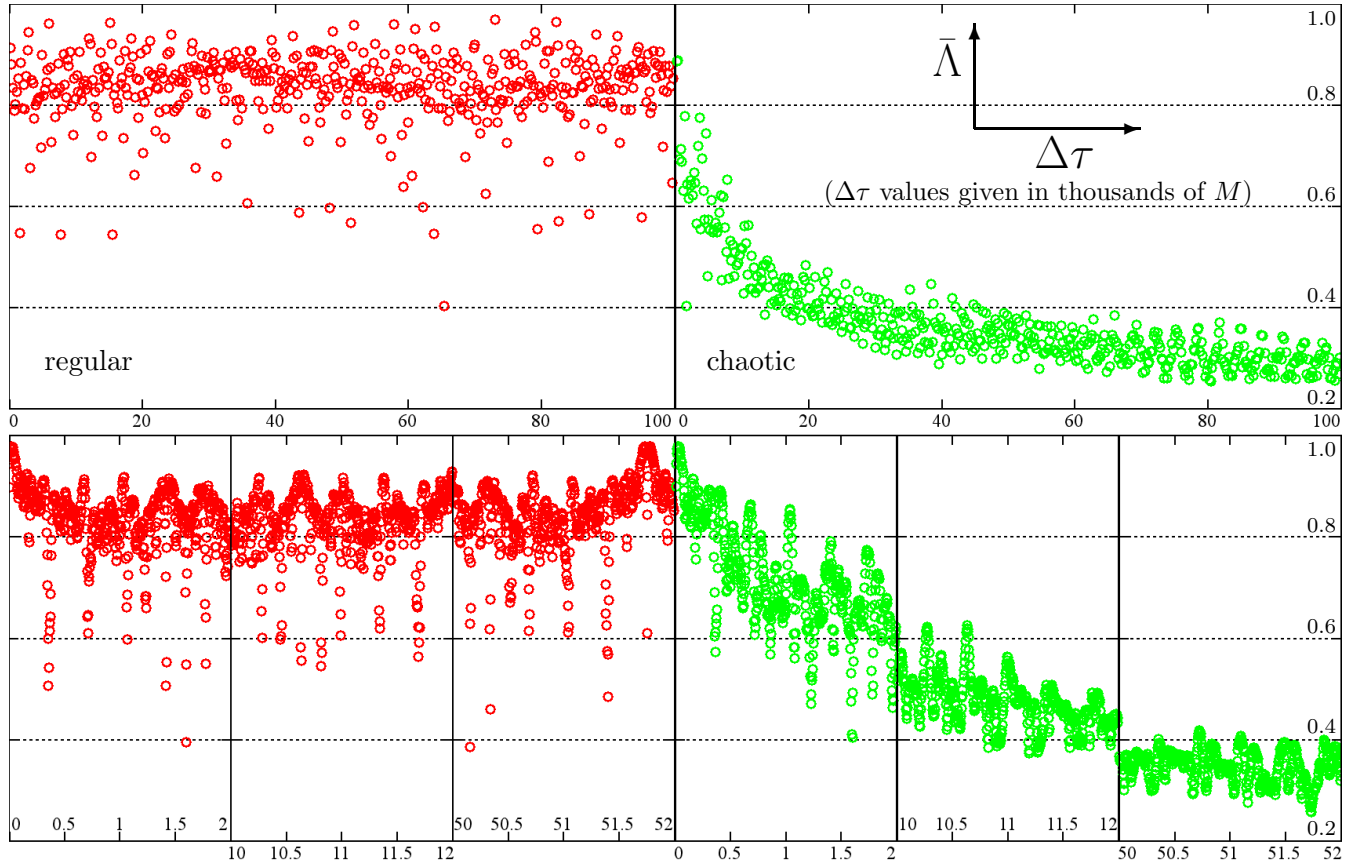 1.0
Λ̄
0.8
Δτ
(Δτ values given in thousands of M)
0.6
0.4
regular
chaotic
0.2
0 20 40 60 80 100 0 20 40 60 80 100
1.0
0.8
0.6
0.4
0 0.5 1 1.5 2 50 50.5 51 51.5 52 10 10.5 11 11.5 12 0.2
10 10.5 11 11.5 12 0 0.5 1 1.5 2 50 50.5 51 51.5 52